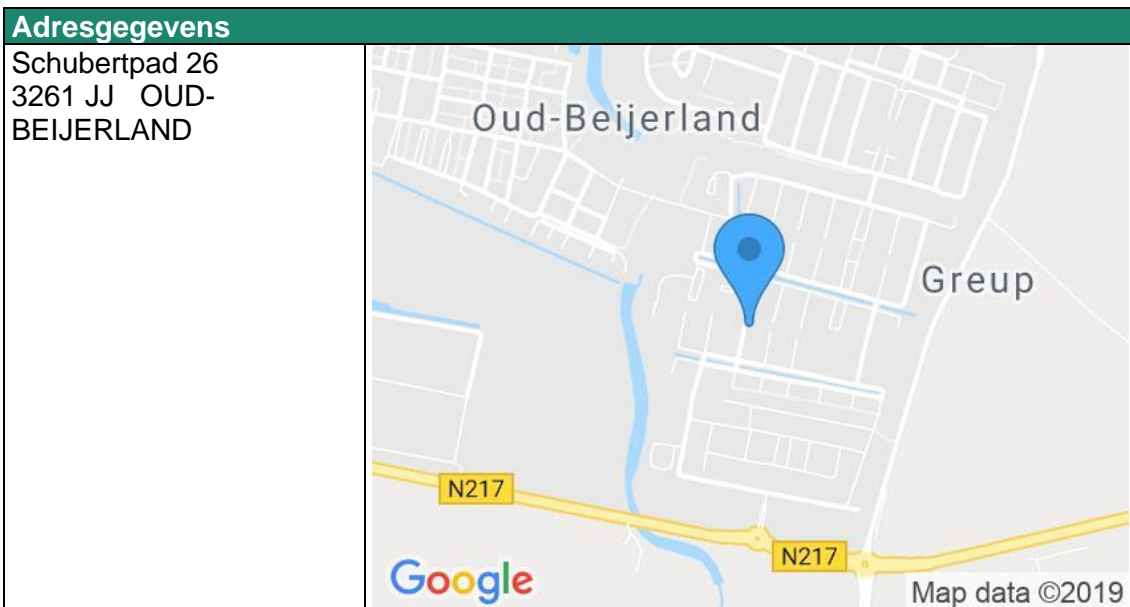 Adresgegevens
Schubertpad 26
3261 JJ OUD-
BEIJERLAND
Oud-Beijerland
Greup
N217
N217
Google
Map data ©2019